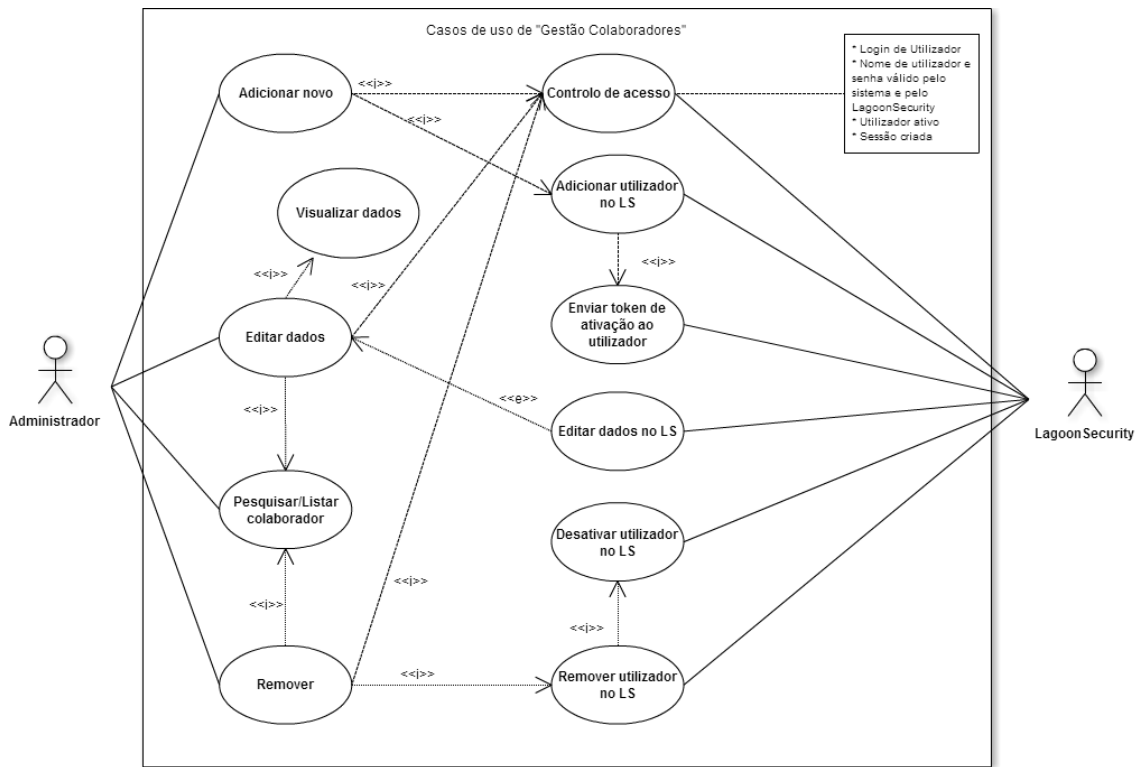 Casos de uso de "Gestão Colaboradores"
* Login de Utilizador
* Nome de utilizador e
senha válido pelo
sistema e pelo
LagoonSecurity
* Utilizador ativo
* Sessão criada
<<i>>
Adicionar novo
Controlo de acesso
<<i>>
Adicionar utilizador
no LS
Visualizar dados
<<i>>
<<i>>
<<i>>
Enviar token de
ativação ao
utilizador
Editar dados
Administrador
LagoonSecurity
<<i>>
<<e>>
Editar dados no LS
Pesquisar/Listar
colaborador
Desativar utilizador
no LS
<<i>>
<<i>>
<<i>>
Remover
<<i>>
Remover utilizador
no LS